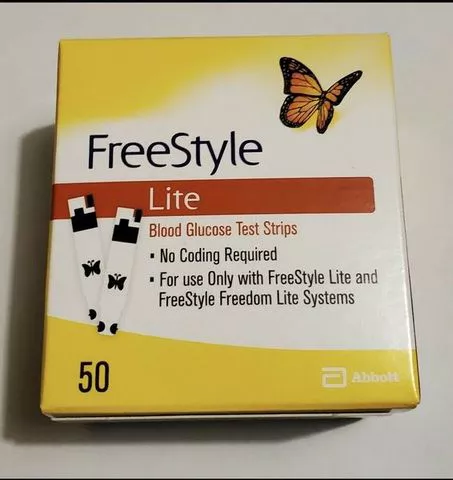 FreeStyle
Lite
Blood Glucose Test Strips
• No Coding Required
• For use Only with FreeStyle Lite and
FreeStyle Freedom Lite Systems
50
Abbott